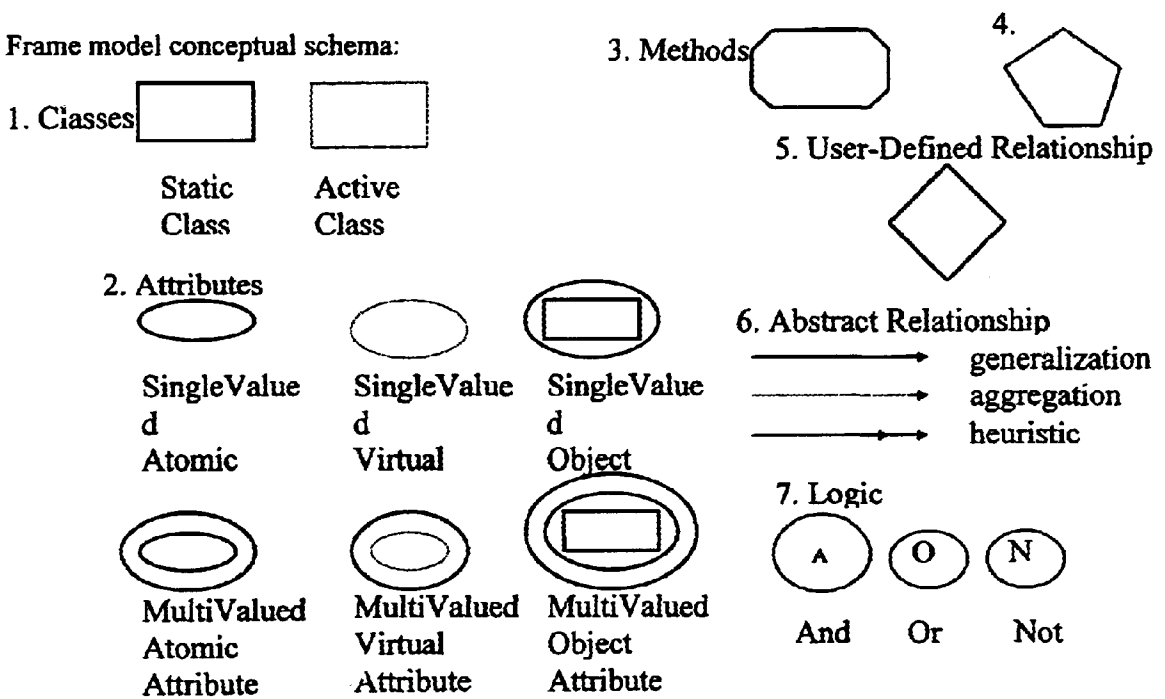 Frame model conceptual schema:
1. Classes
Static
Class
Active
Class
2. Attributes
SingleValue
d
Atomic
SingleValue
d
Virtual
SingleValue
d
Object
MultiValued
Atomic
Attribute
MultiValued
Virtual
Attribute
MultiValued
Object
Attribute
3. Methods
4.
5. User-Defined Relationship
6. Abstract Relationship
generalization
aggregation
heuristic
7. Logic
A
O
N
And
Or
Not